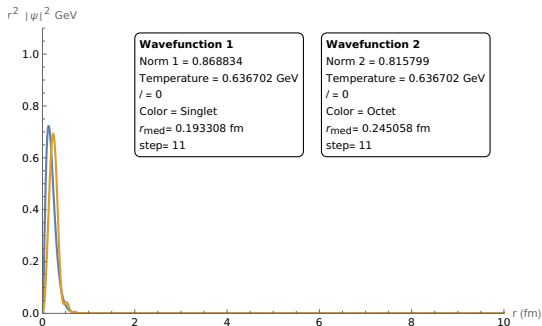 r² |ψ|² GeV
1.0
0.8
0.6
0.4
0.2
0.0
0
2
4
6
8
10
r (fm)
Wavefunction 1
Norm 1 = 0.868834
Temperature = 0.636702 GeV
l = 0
Color = Singlet
rmed= 0.193308 fm
step= 11
Wavefunction 2
Norm 2 = 0.815799
Temperature = 0.636702 GeV
l = 0
Color = Octet
rmed= 0.245058 fm
step= 11